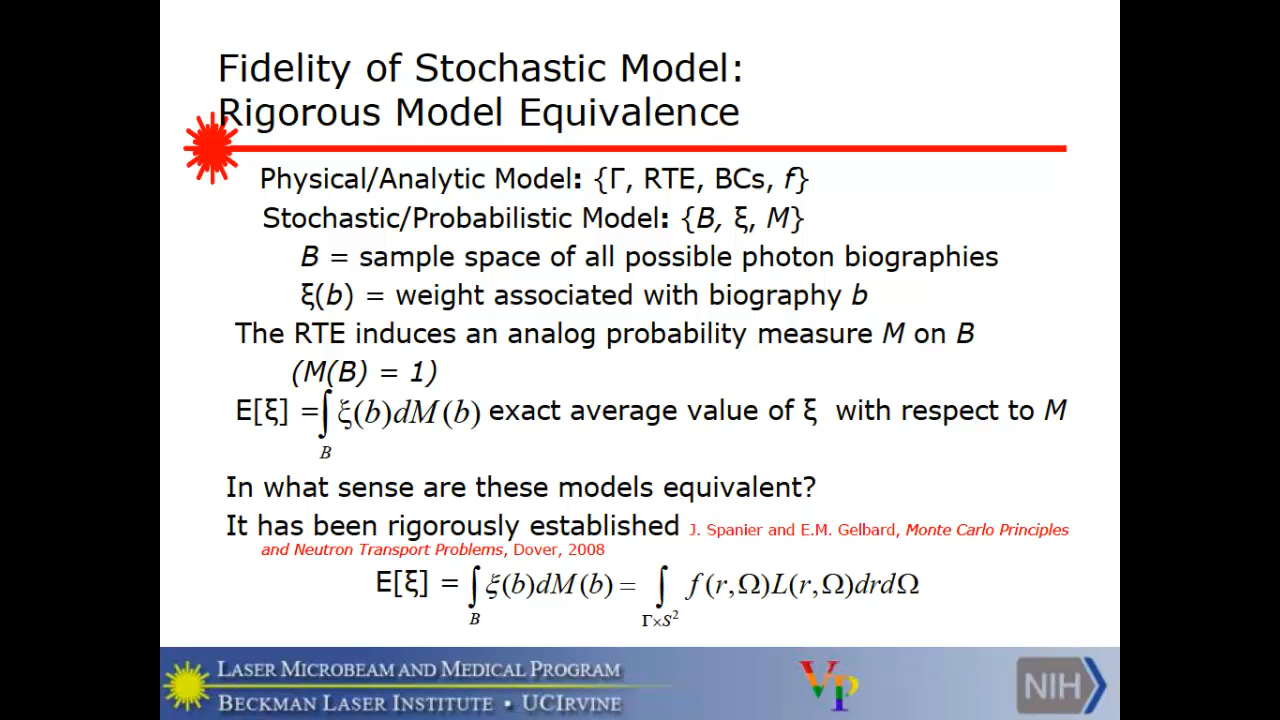 Fidelity of Stochastic Model:
Rigorous Model Equivalence
Physical/Analytic Model: {Γ, RTE, BCs, f}
Stochastic/Probabilistic Model: {B, ξ, M}
B = sample space of all possible photon biographies
ξ(b) = weight associated with biography b
The RTE induces an analog probability measure M on B
(M(B) = 1)
E[ξ] = ∫_B ξ(b)dM(b) exact average value of ξ with respect to M
In what sense are these models equivalent?
It has been rigorously established J. Spanier and E.M. Gelbard, Monte Carlo Principles
and Neutron Transport Problems, Dover, 2008
E[ξ] = ∫_B ξ(b)dM(b) = ∫_{Γ×S²} f(r,Ω)L(r,Ω)drdΩ
LASER MICROBEAM AND MEDICAL PROGRAM
BECKMAN LASER INSTITUTE • UCIRVINE
VP
NIH